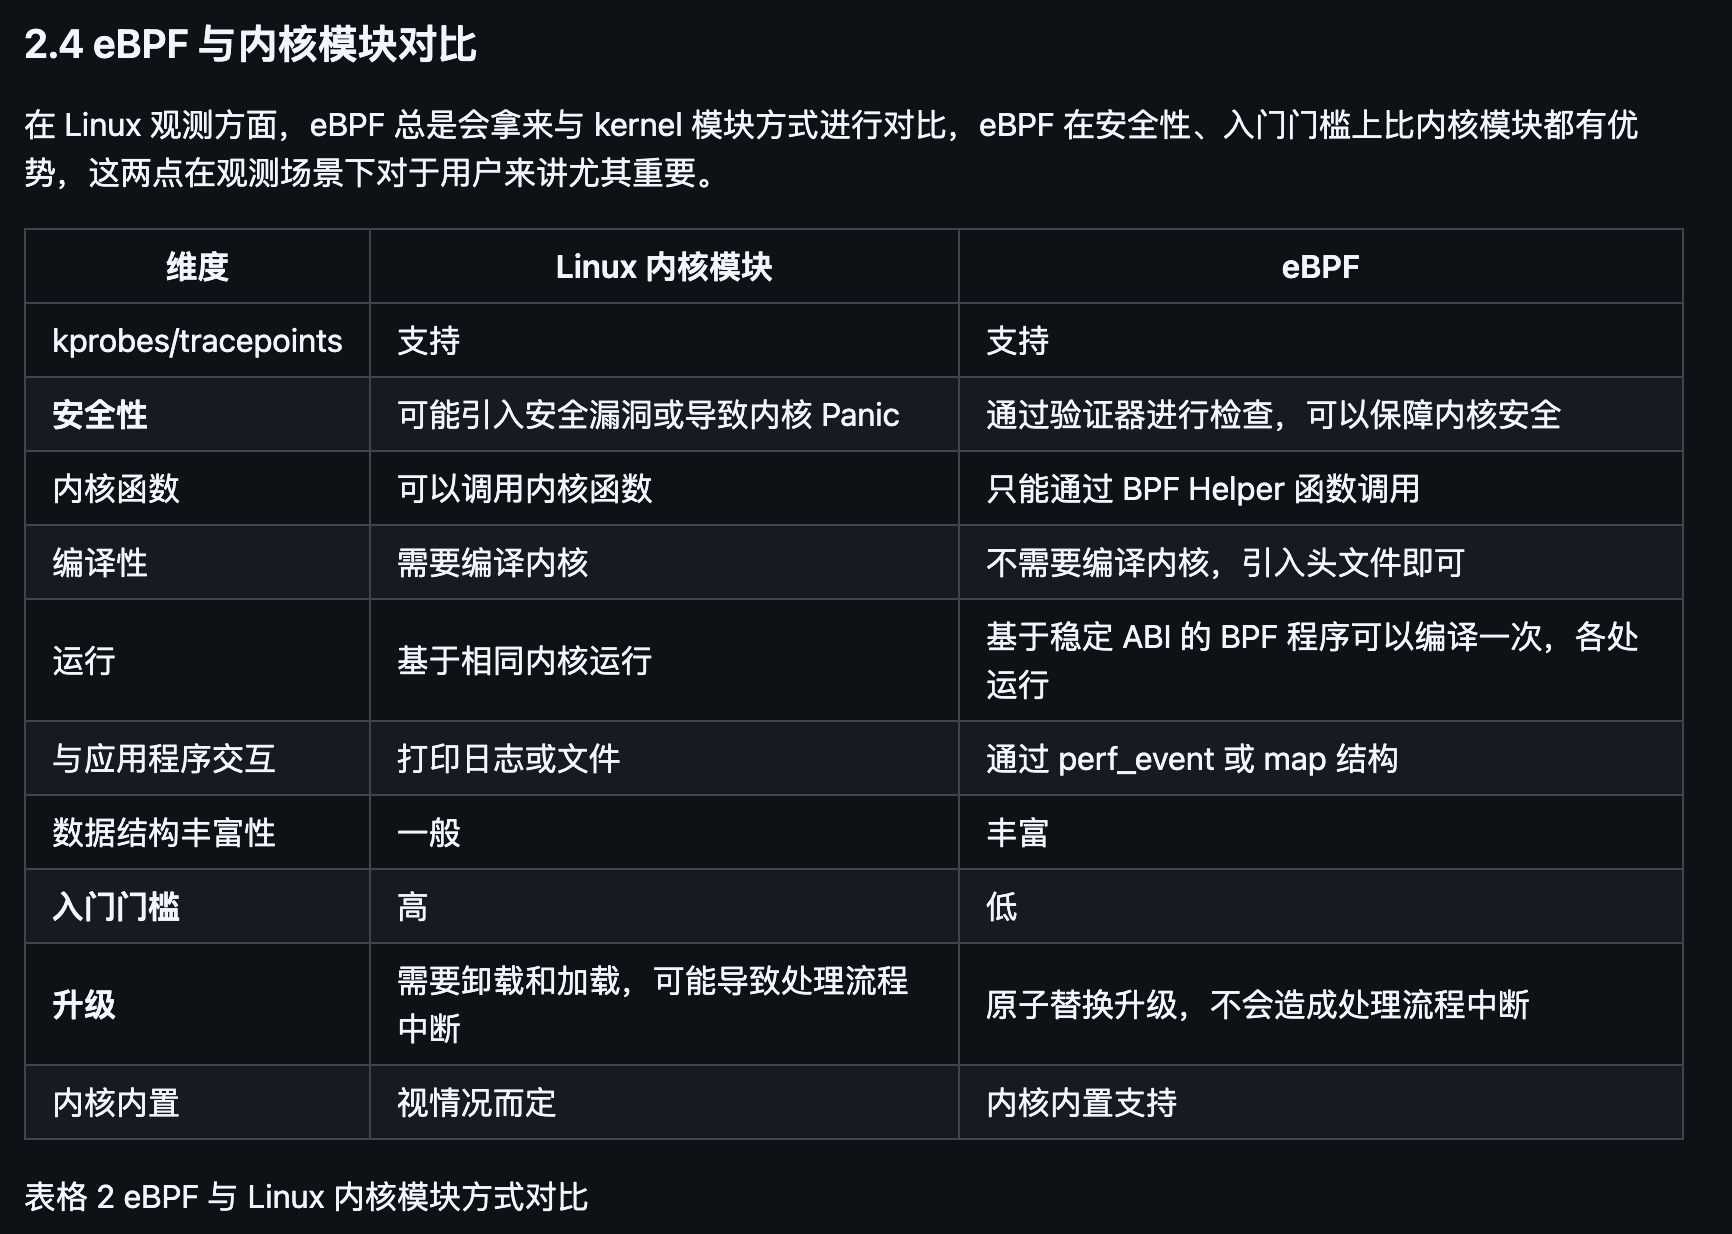 2.4 eBPF 与内核模块对比
在 Linux 观测方面，eBPF 总是会拿来与 kernel 模块方式进行对比，eBPF 在安全性、入门门槛上比内核模块都有优
势，这两点在观测场景下对于用户来讲尤其重要。
维度 Linux 内核模块 eBPF
kprobes/tracepoints 支持 支持
安全性 可能引入安全漏洞或导致内核 Panic 通过验证器进行检查，可以保障内核安全
内核函数 可以调用内核函数 只能通过 BPF Helper 函数调用
编译性 需要编译内核 不需要编译内核，引入头文件即可
运行 基于相同内核运行 基于稳定 ABI 的 BPF 程序可以编译一次，各处
运行
与应用程序交互 打印日志或文件 通过 perf_event 或 map 结构
数据结构丰富性 一般 丰富
入门门槛 高 低
升级 需要卸载和加载，可能导致处理流程
中断 原子替换升级，不会造成处理流程中断
内核内置 视情况而定 内核内置支持
表格 2 eBPF 与 Linux 内核模块方式对比